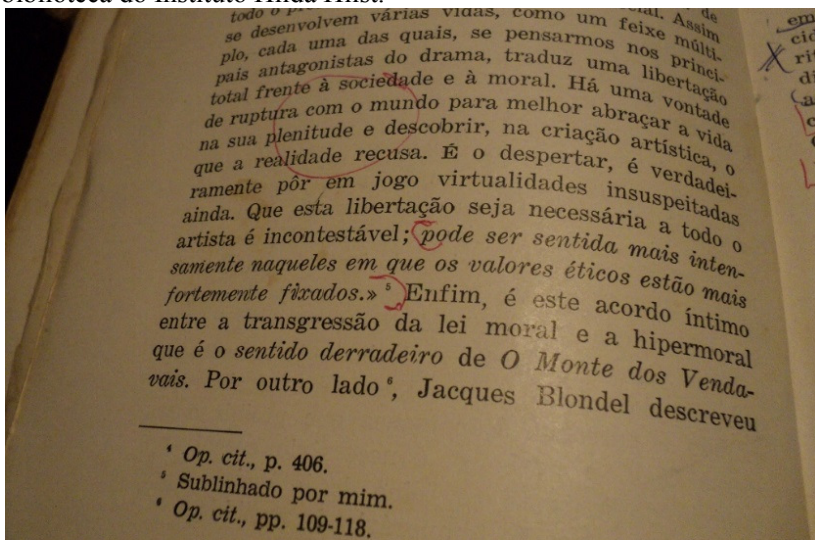 biblioteca do Instituto Hilda Hilst.
todo o de
se desenvolvem várias vidas, como um feixe múlti-
plo, cada uma das quais, se pensarmos nos princi-
pais antagonistas do drama, traduz uma libertação
total frente à sociedade e à moral. Há uma vontade
de ruptura com o mundo para melhor abraçar a vida
na sua plenitude e descobrir, na criação artística, o
que a realidade recusa. É o despertar, é verdadei-
ramente pôr em jogo virtualidades insuspeitadas
ainda. Que esta libertação seja necessária a todo o
artista é incontestável; pode ser sentida mais inten-
samente naqueles em que os valores éticos estão mais
fortemente fixados.» ⁵ Enfim, é este acordo íntimo
entre a transgressão da lei moral e a hipermoral
que é o sentido derradeiro de O Monte dos Venda-
vais. Por outro lado ⁶, Jacques Blondel descreveu
⁴ Op. cit., p. 406.
⁵ Sublinhado por mim.
⁶ Op. cit., pp. 109-118.